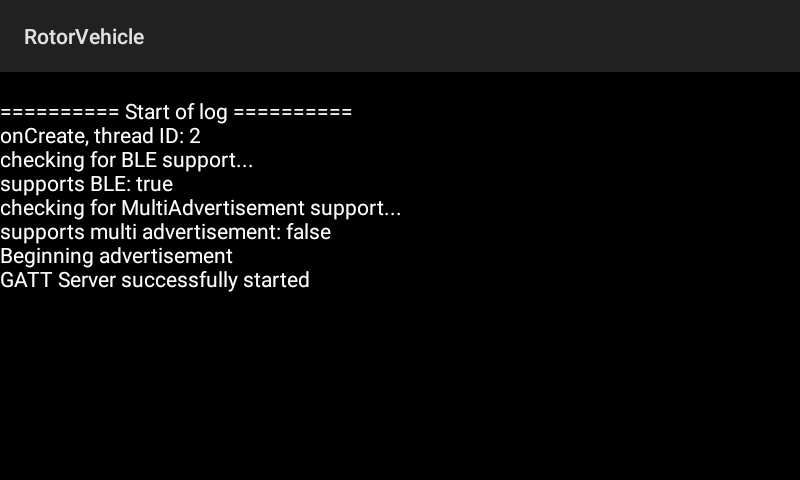 RotorVehicle
========== Start of log ==========
onCreate, thread ID: 2
checking for BLE support...
supports BLE: true
checking for MultiAdvertisement support...
supports multi advertisement: false
Beginning advertisement
GATT Server successfully started